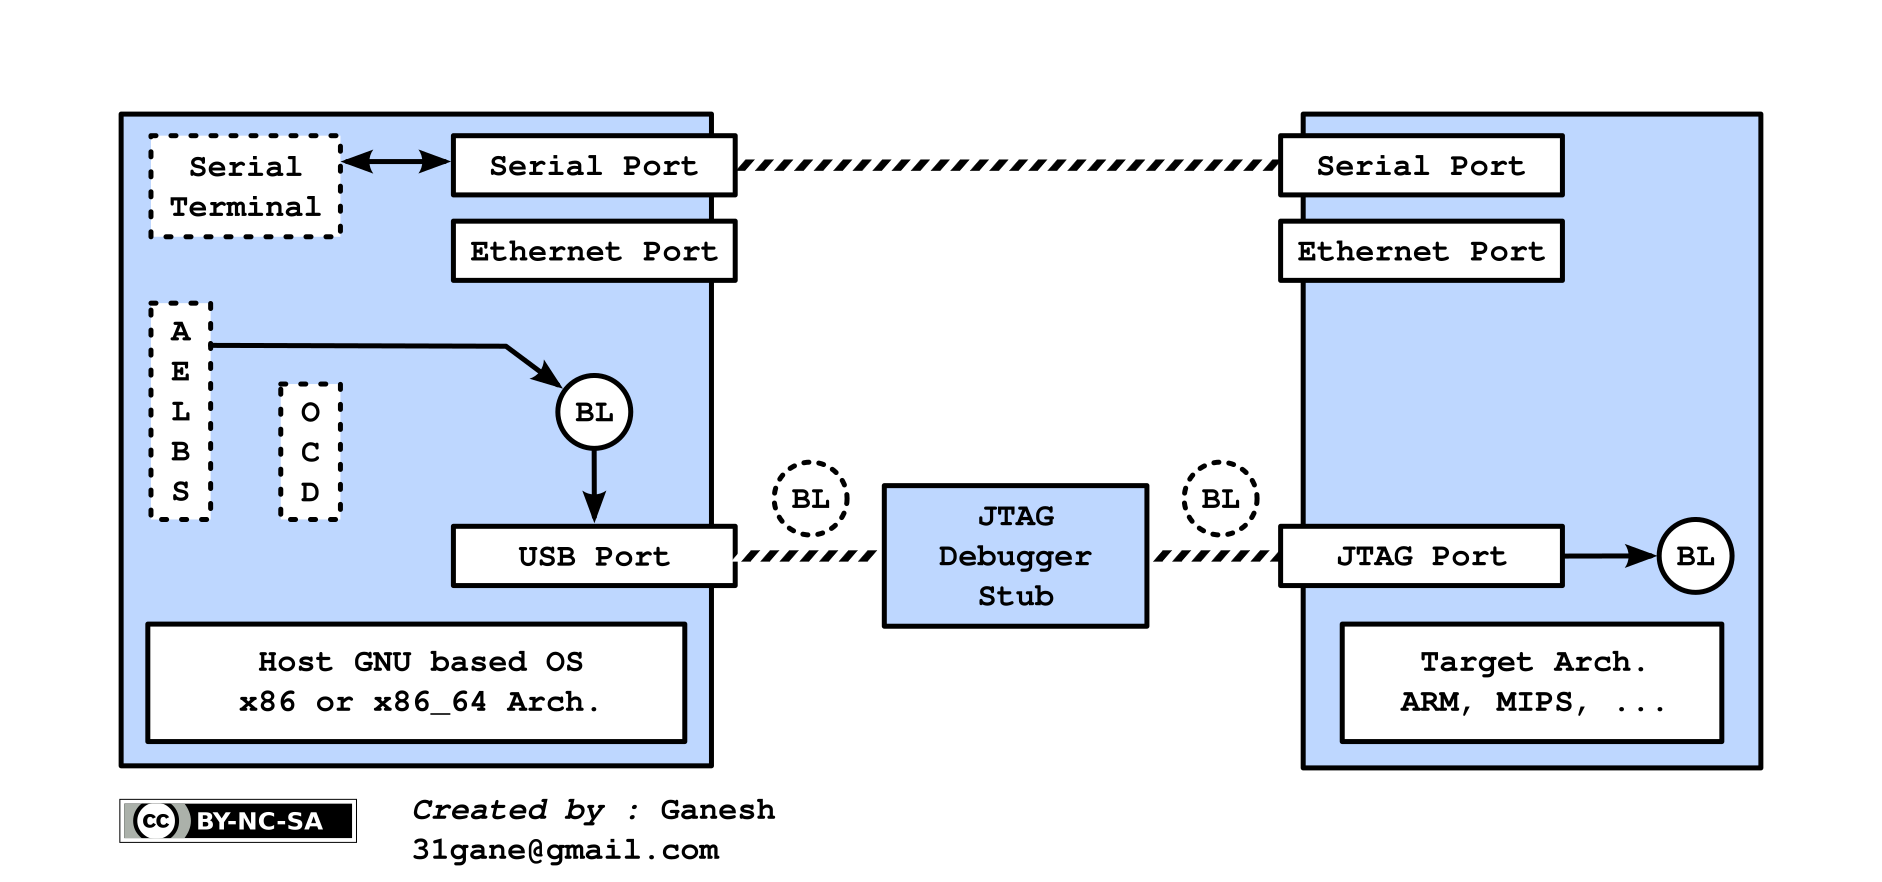 Serial
Terminal
Serial Port
Serial Port
Ethernet Port
Ethernet Port
A
E
L
B
S
O
C
D
BL
BL
BL
USB Port
JTAG
Debugger
Stub
JTAG Port
BL
Host GNU based OS
x86 or x86_64 Arch.
Target Arch.
ARM, MIPS, ...
cc BY-NC-SA
Created by : Ganesh
31gane@gmail.com